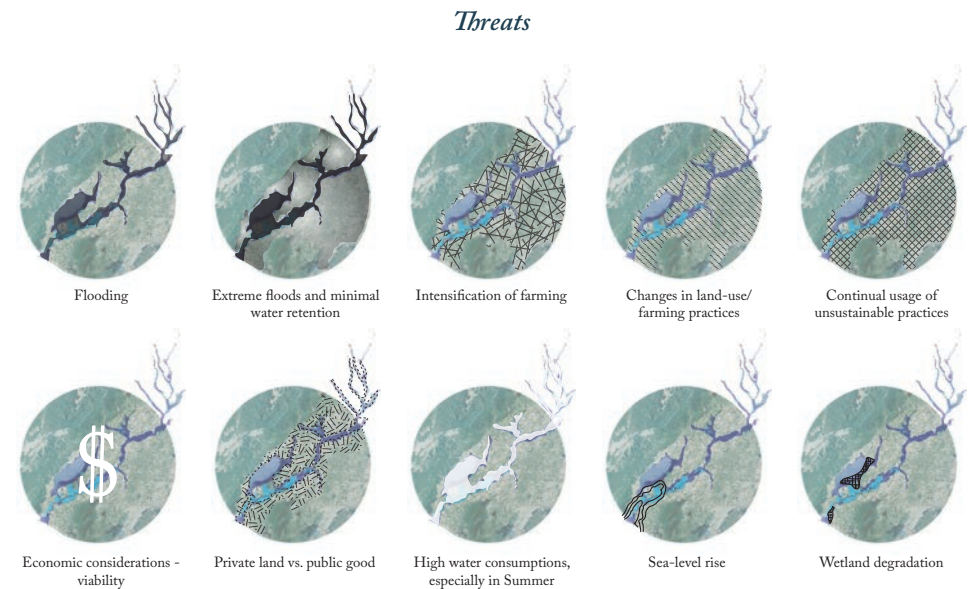 Threats
Flooding
Extreme floods and minimal
water retention
Intensification of farming
Changes in land-use/
farming practices
Continual usage of
unsustainable practices
$
Economic considerations -
viability
Private land vs. public good
High water consumptions,
especially in Summer
Sea-level rise
Wetland degradation